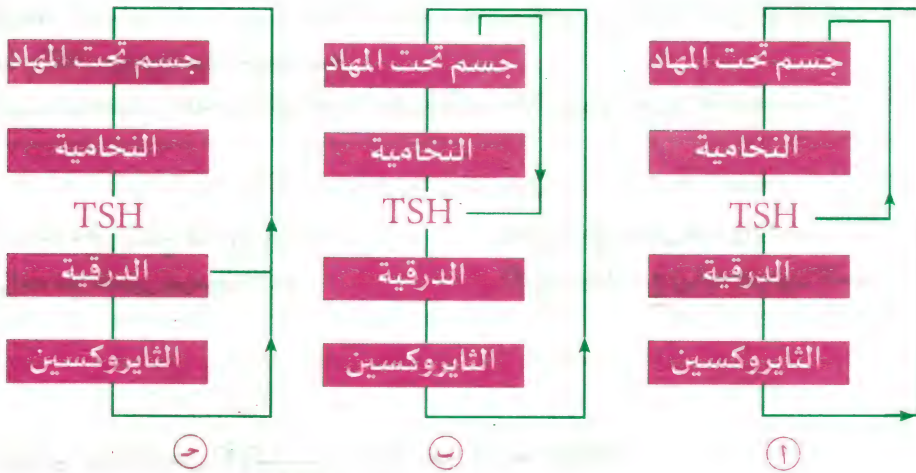 جسم تحت المهاد
النخامية
TSH
الدرقية
الثايروكسين
أ
جسم تحت المهاد
النخامية
TSH
الدرقية
الثايروكسين
ب
جسم تحت المهاد
النخامية
TSH
الدرقية
الثايروكسين
جـ